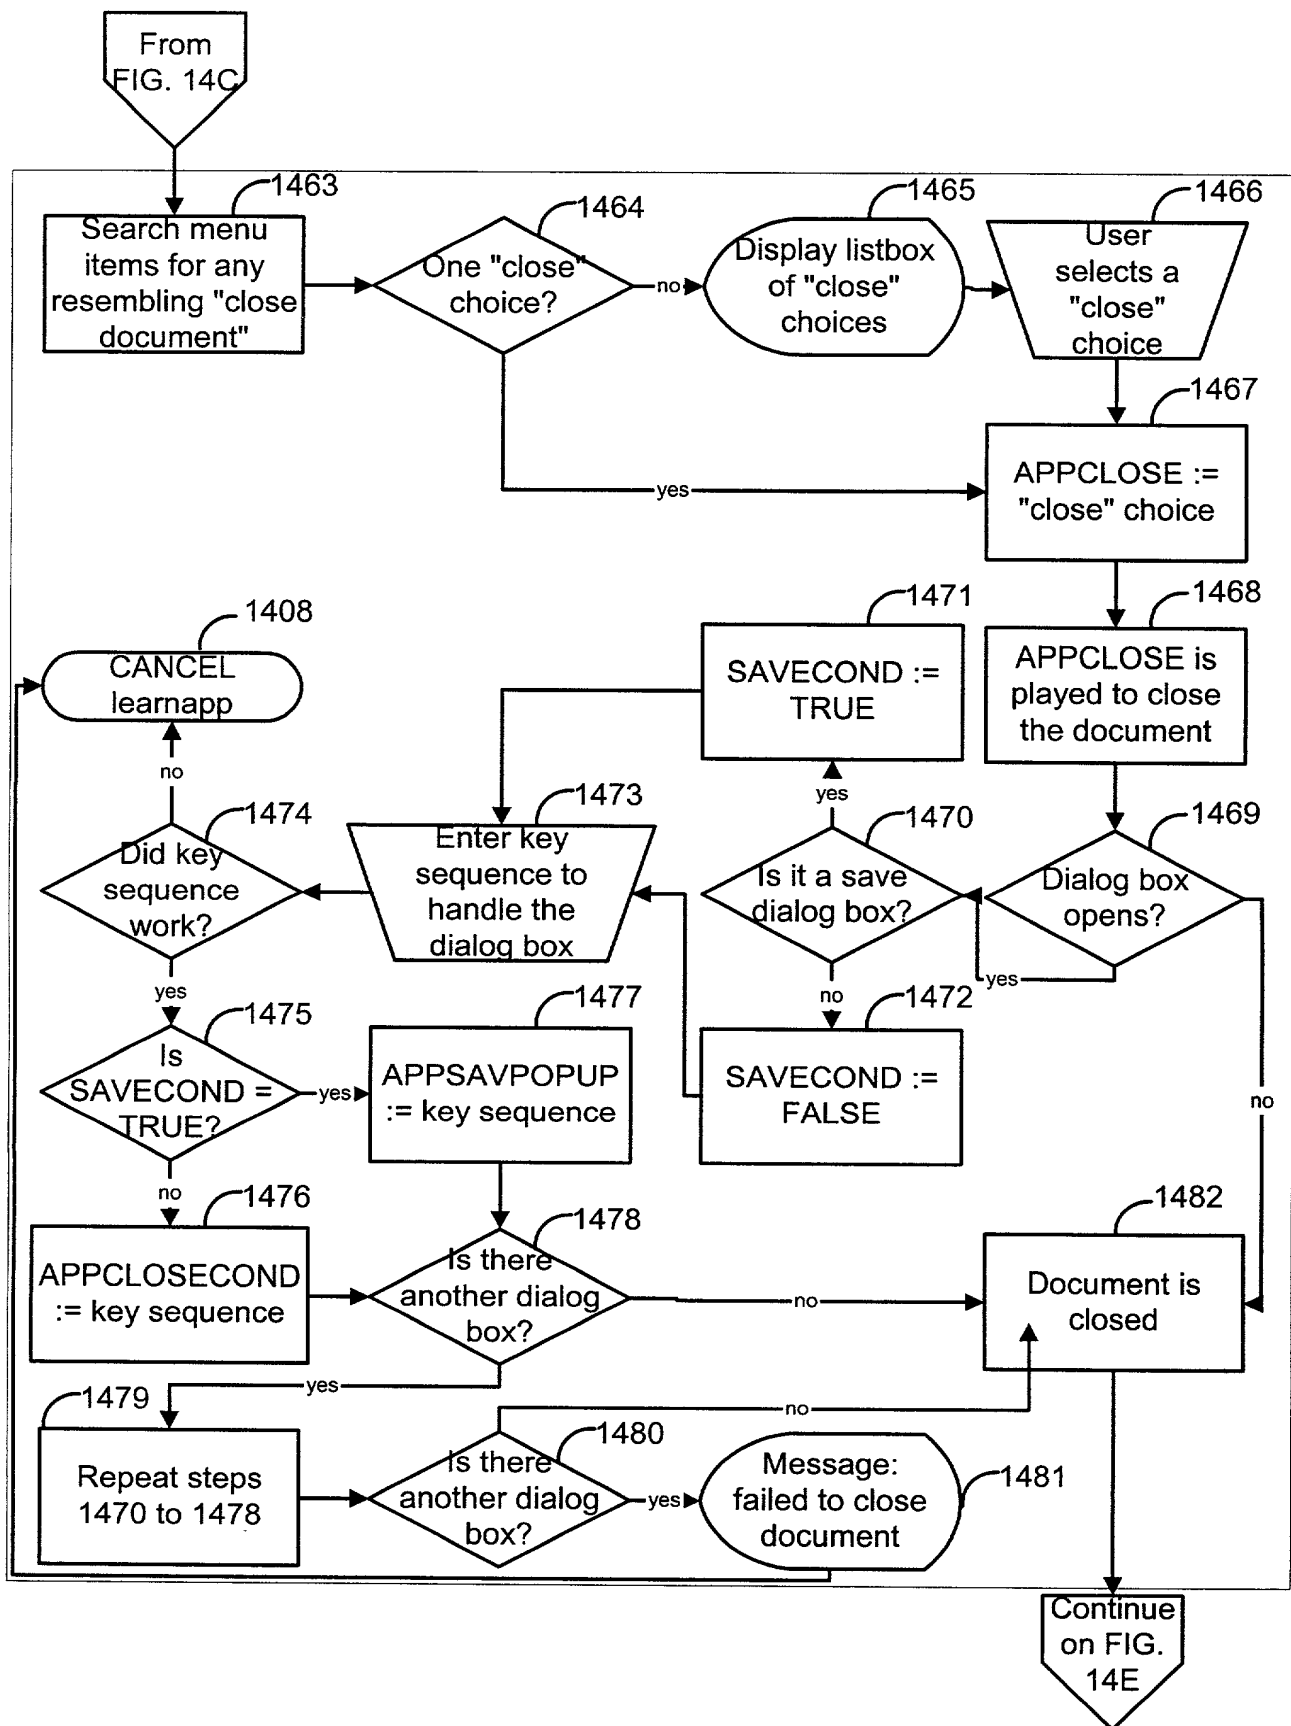 From
FIG. 14C
1463
Search menu
items for any
resembling "close
document"
1464
One "close"
choice?
no
yes
1465
Display listbox
of "close"
choices
1466
User
selects a
"close"
choice
1467
APPCLOSE :=
"close" choice
1468
APPCLOSE is
played to close
the document
1469
Dialog box
opens?
yes
no
1470
Is it a save
dialog box?
yes
no
1471
SAVECOND :=
TRUE
1472
SAVECOND :=
FALSE
1473
Enter key
sequence to
handle the
dialog box
1474
Did key
sequence
work?
no
yes
1408
CANCEL
learnapp
1475
Is
SAVECOND =
TRUE?
yes
no
1476
APPCLOSECOND
:= key sequence
1477
APPSAVPOPUP
:= key sequence
1478
Is there
another dialog
box?
no
yes
1479
Repeat steps
1470 to 1478
1480
Is there
another dialog
box?
no
yes
1481
Message:
failed to close
document
1482
Document is
closed
Continue
on FIG.
14E